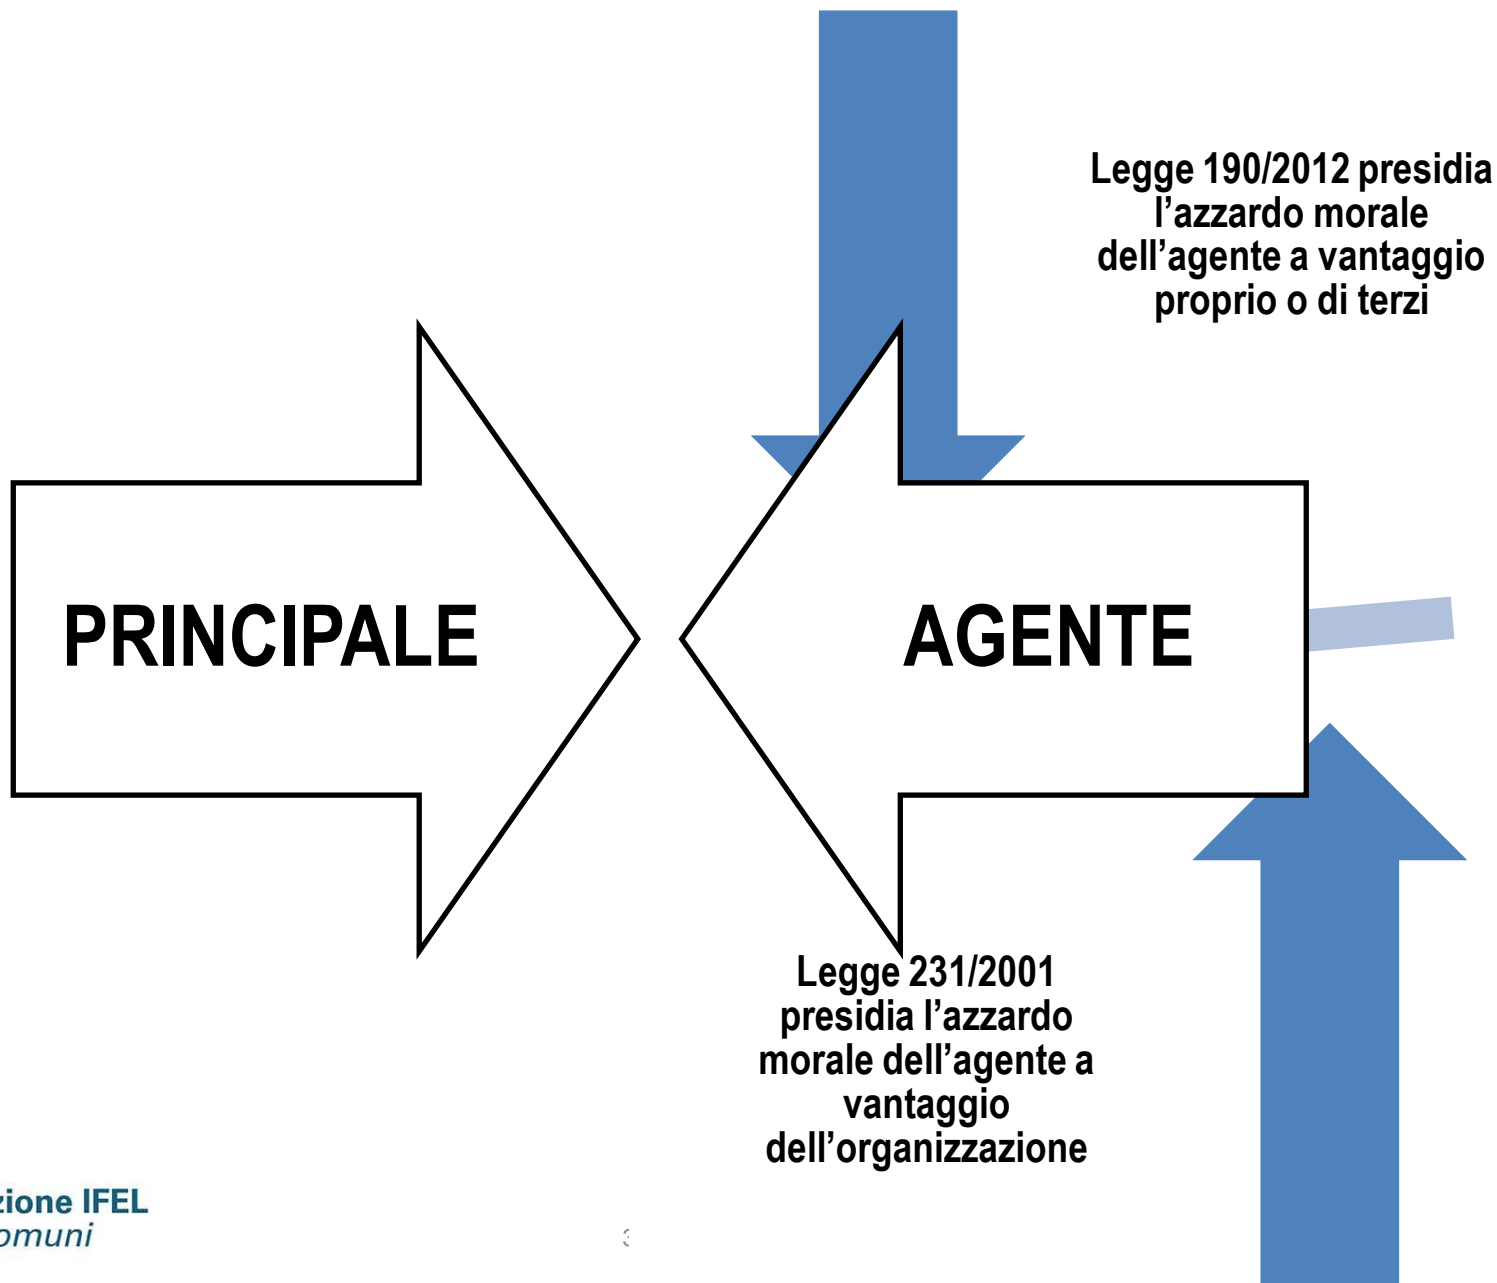 Legge 190/2012 presidia
l’azzardo morale
dell’agente a vantaggio
proprio o di terzi
PRINCIPALE
AGENTE
Legge 231/2001
presidia l’azzardo
morale dell’agente a
vantaggio
dell’organizzazione
zione IFEL
omuni